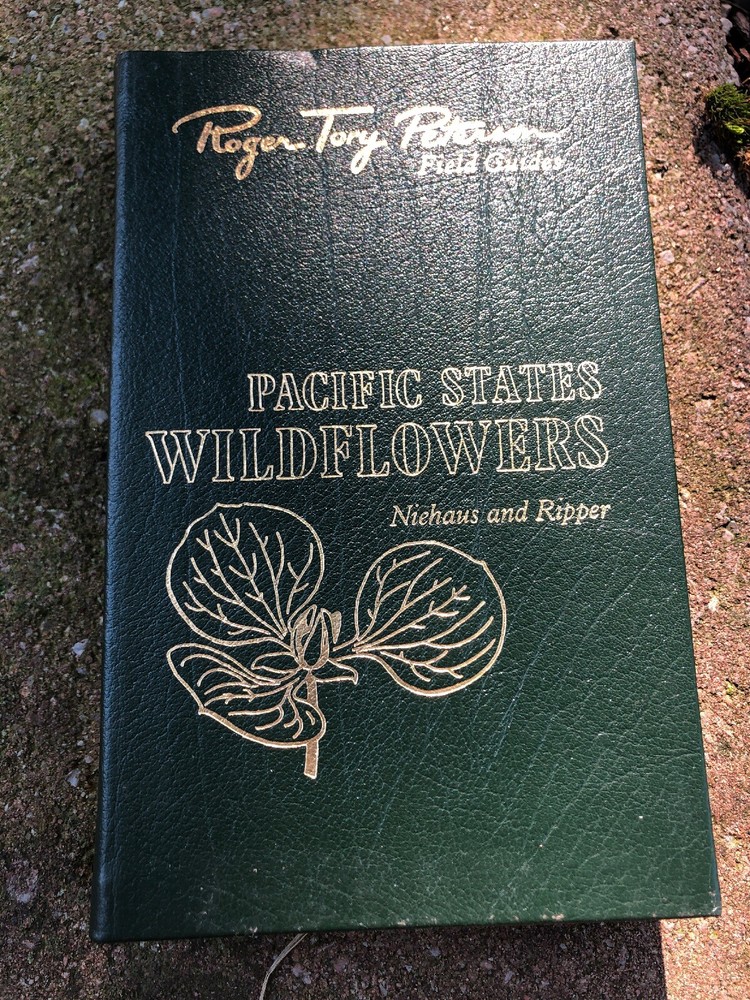 Roger Tory Peterson
Field Guides
PACIFIC STATES
WILDFLOWERS
Niehaus and Ripper